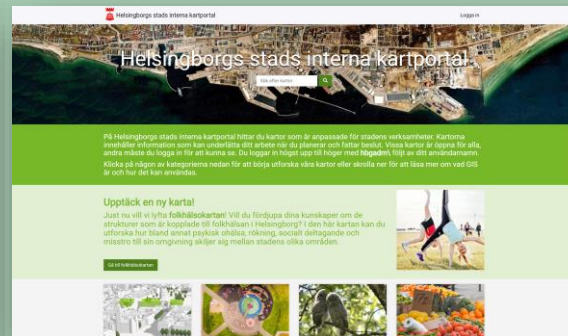 Helsingborgs stads interna kartportal
Logga in
Helsingborgs stads interna kartportal
Sök efter kartor
På Helsingborgs stads interna kartportal hittar du kartor som är anpassade för stadens verksamheter. Kartorna
innehåller information som kan underlätta ditt arbete när du planerar och fattar beslut. Vissa kartor är öppna för alla,
andra måste du logga in för att kunna se. Du loggar in högst upp till höger med hbgadm\ följt av ditt användarnamn.
Klicka på någon av kategorierna nedan för att börja utforska våra kartor eller skrolla ner för att läsa mer om vad GIS
är och hur det kan användas.
Upptäck en ny karta!
Just nu vill vi lyfta folkhälsokartan! Vill du fördjupa dina kunskaper om de
strukturer som är kopplade till folkhälsan i Helsingborg? I den här kartan kan du
utforska hur bland annat psykisk ohälsa, rökning, socialt deltagande och
misstro till sin omgivning skiljer sig mellan stadens olika områden.
Gå till folkhälsokartan